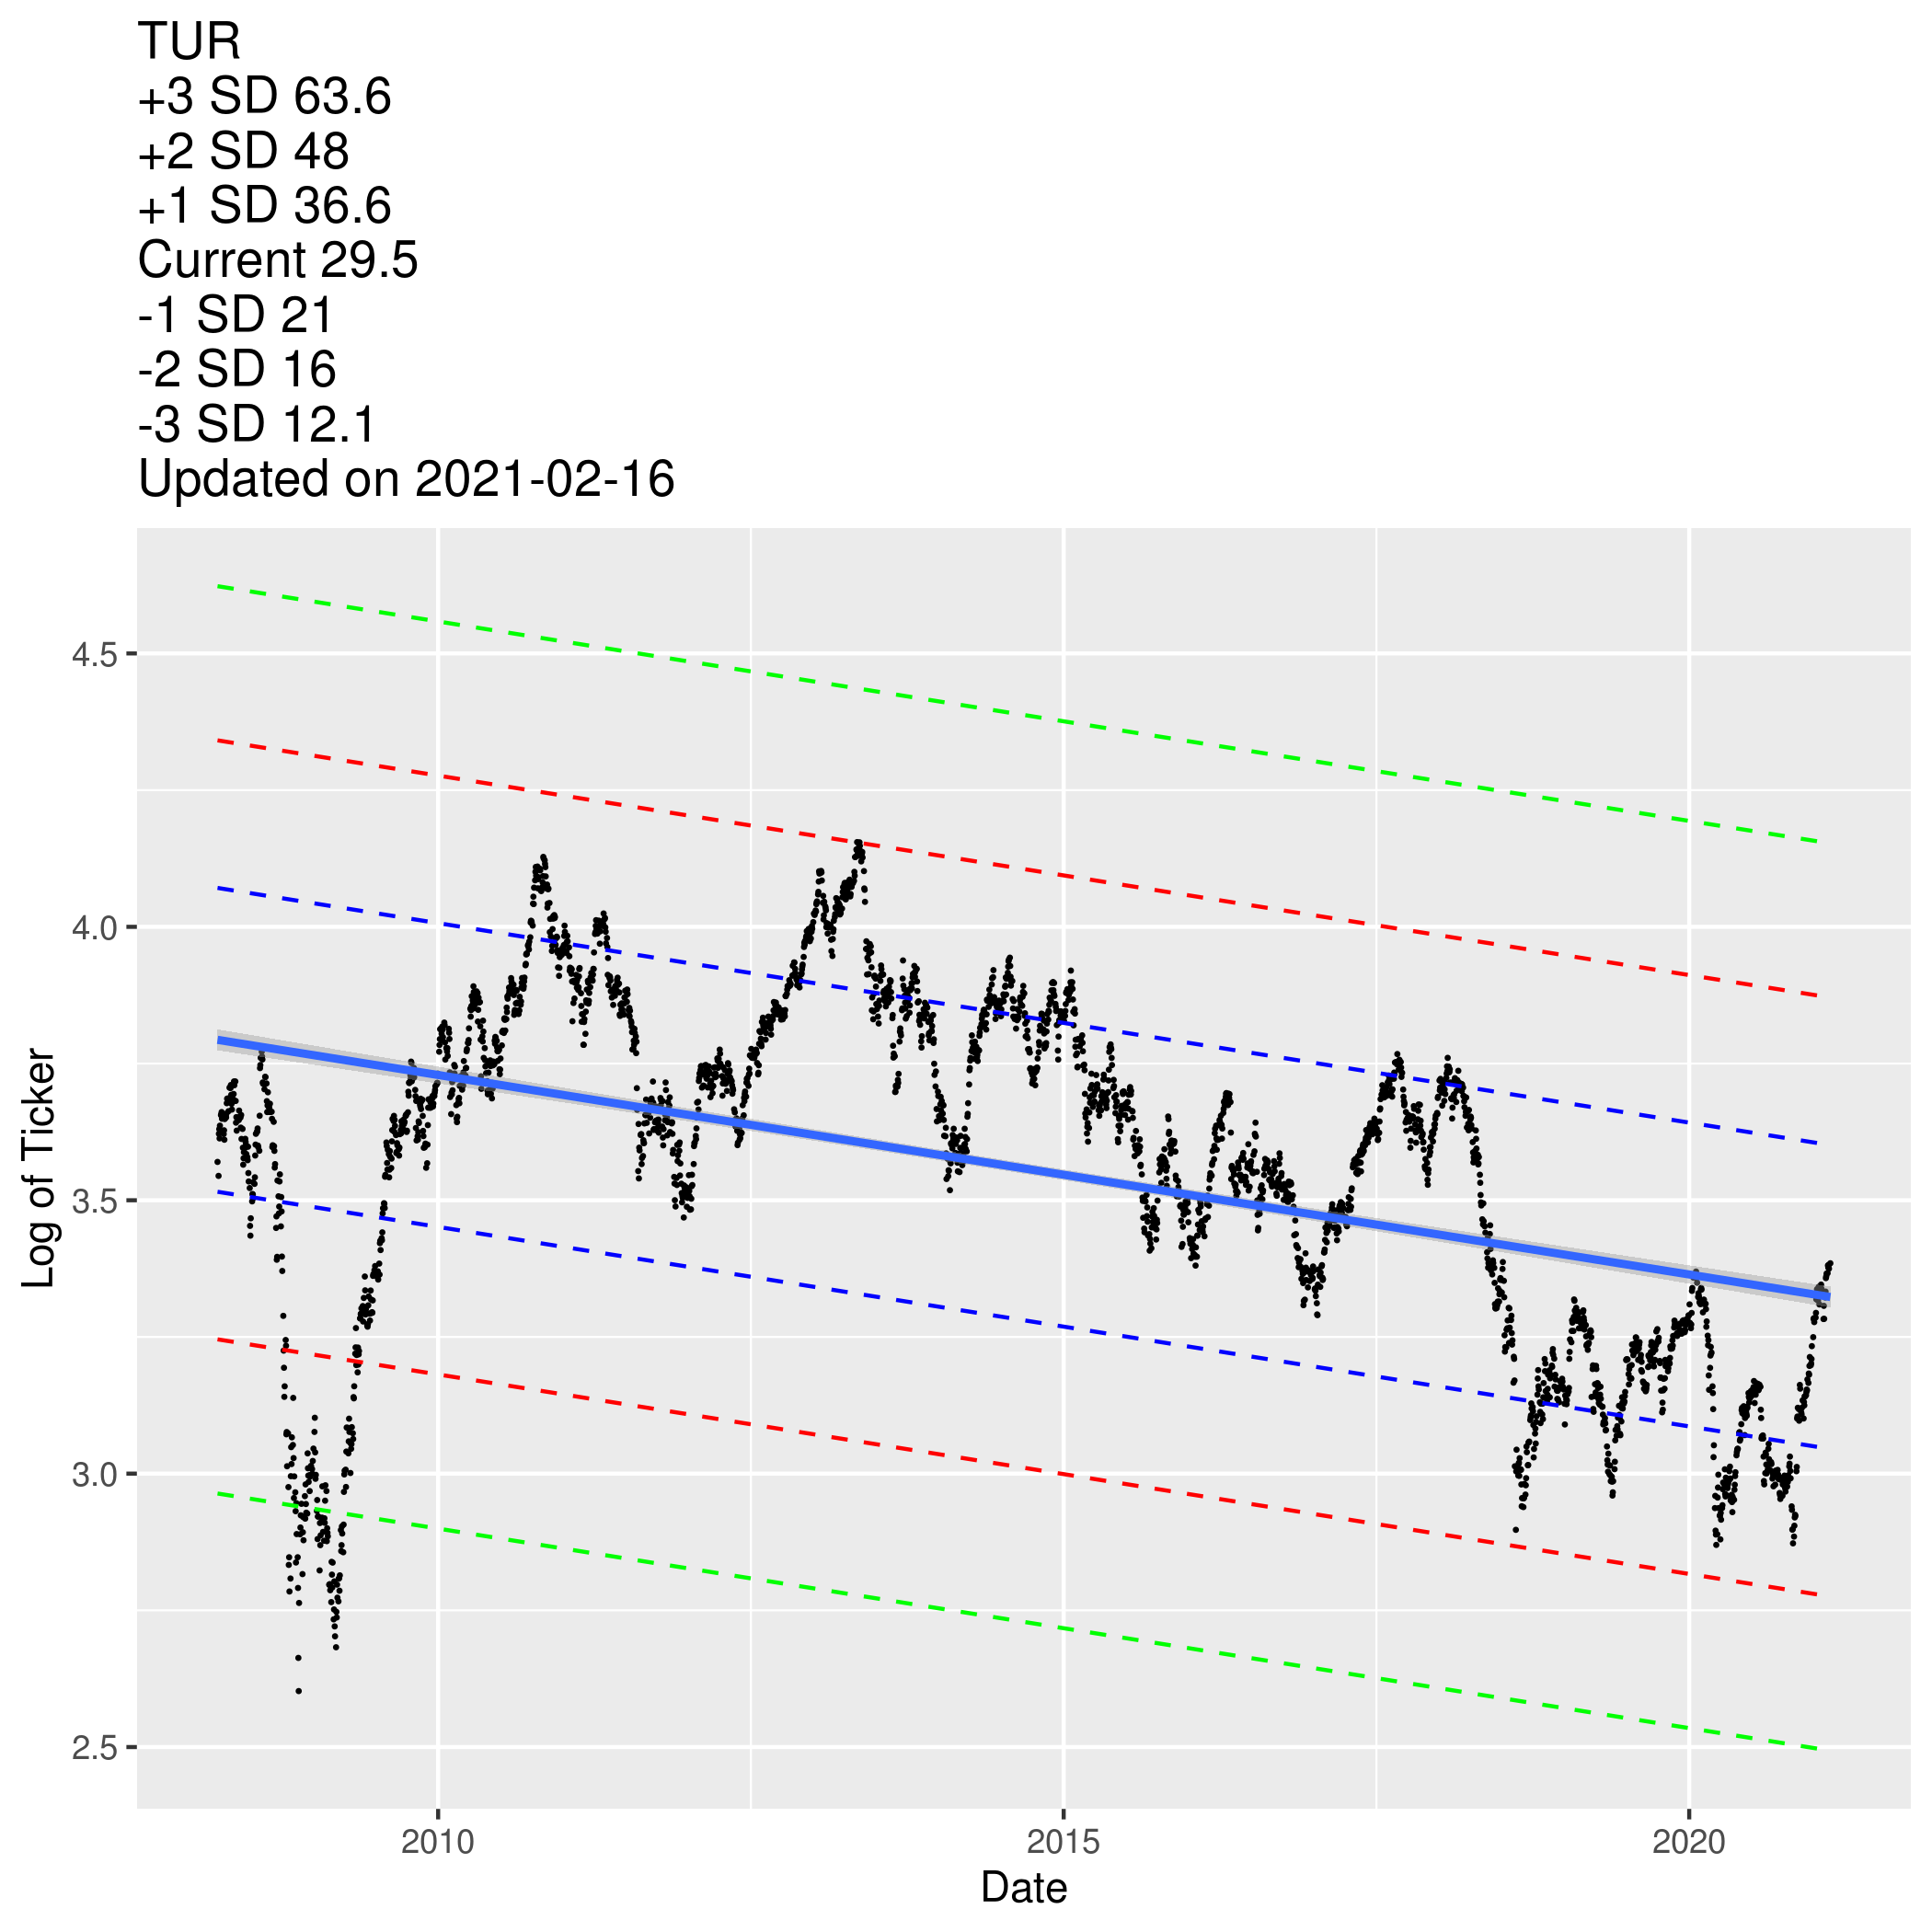 TUR
+3 SD 63.6
+2 SD 48
+1 SD 36.6
Current 29.5
-1 SD 21
-2 SD 16
-3 SD 12.1
Updated on 2021-02-16
Log of Ticker
4.5
4.0
3.5
3.0
2.5
2010 2015 2020
Date